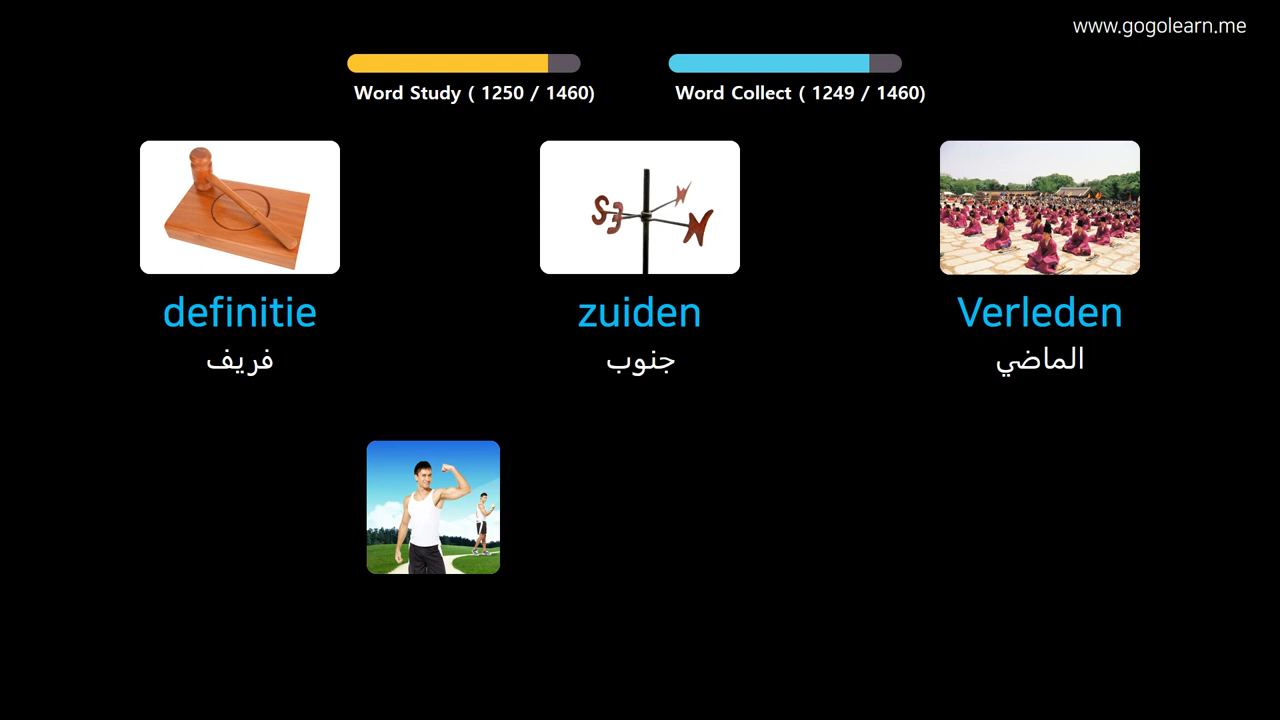 www.gogolearn.me
Word Study ( 1250 / 1460)
Word Collect ( 1249 / 1460)
S
E
N
W
definitie
zuiden
Verleden
فريف
جنوب
الماضي